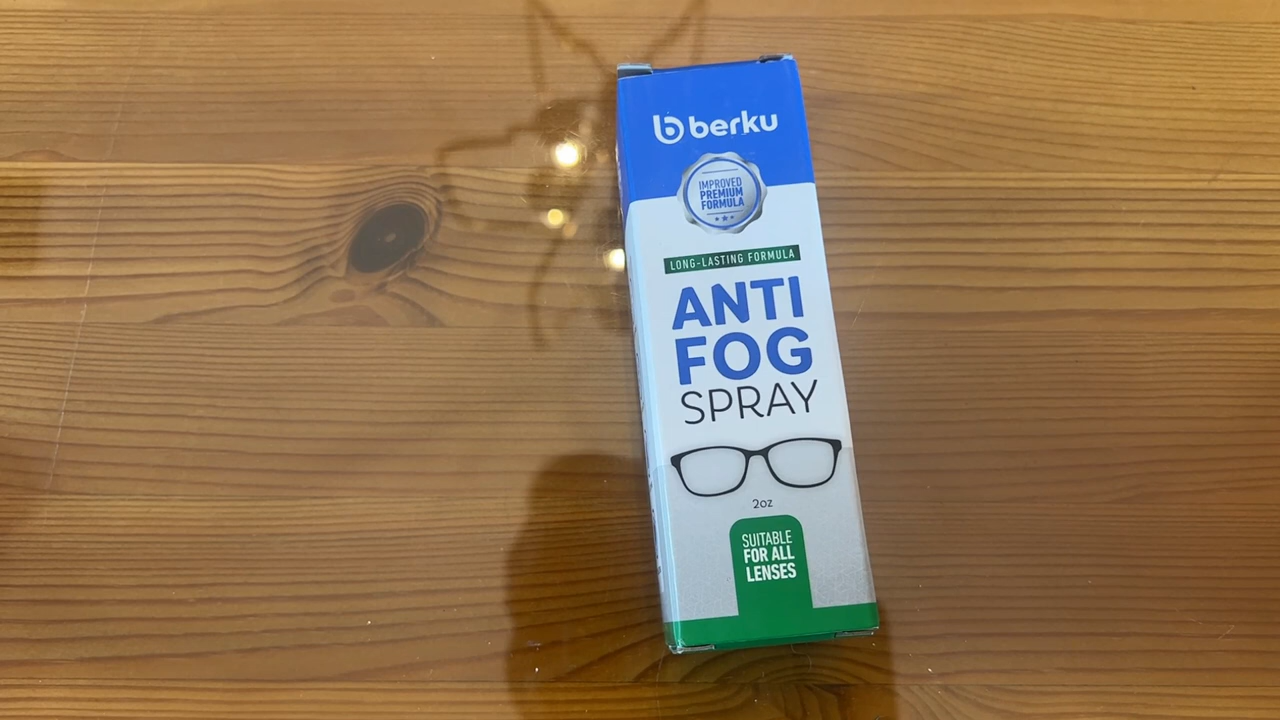 berku
IMPROVED
PREMIUM
FORMULA
LONG-LASTING FORMULA
ANTI
FOG
SPRAY
2oz
SUITABLE
FOR ALL
LENSES